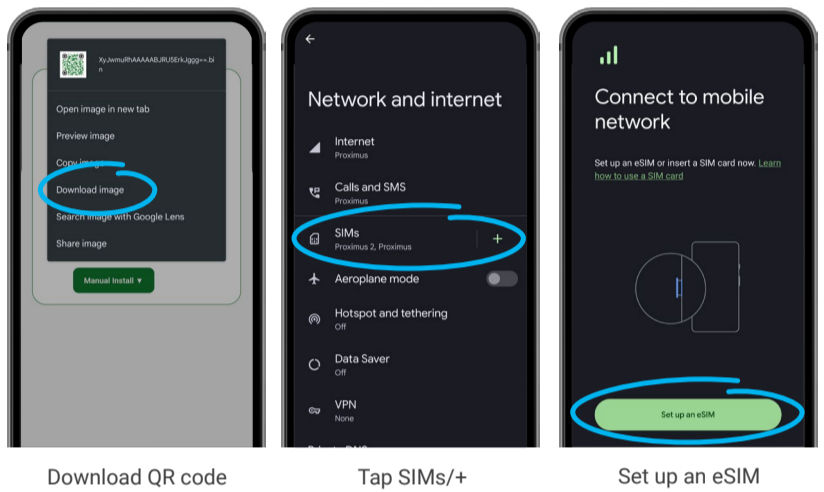 XyJwmuRhAAAAABJRU5ErkJggg==.bi
n
Open image in new tab
Preview image
Copy image
Download image
Search image with Google Lens
Share image
Manual Install ▼
Download QR code
Network and internet
Internet
Proximus
Calls and SMS
Proximus
SIMs
Proximus 2, Proximus
+
Aeroplane mode
Hotspot and tethering
Off
Data Saver
Off
VPN
None
Tap SIMs/+
Connect to mobile
network
Set up an eSIM or insert a SIM card now. Learn
how to use a SIM card
Set up an eSIM
Set up an eSIM